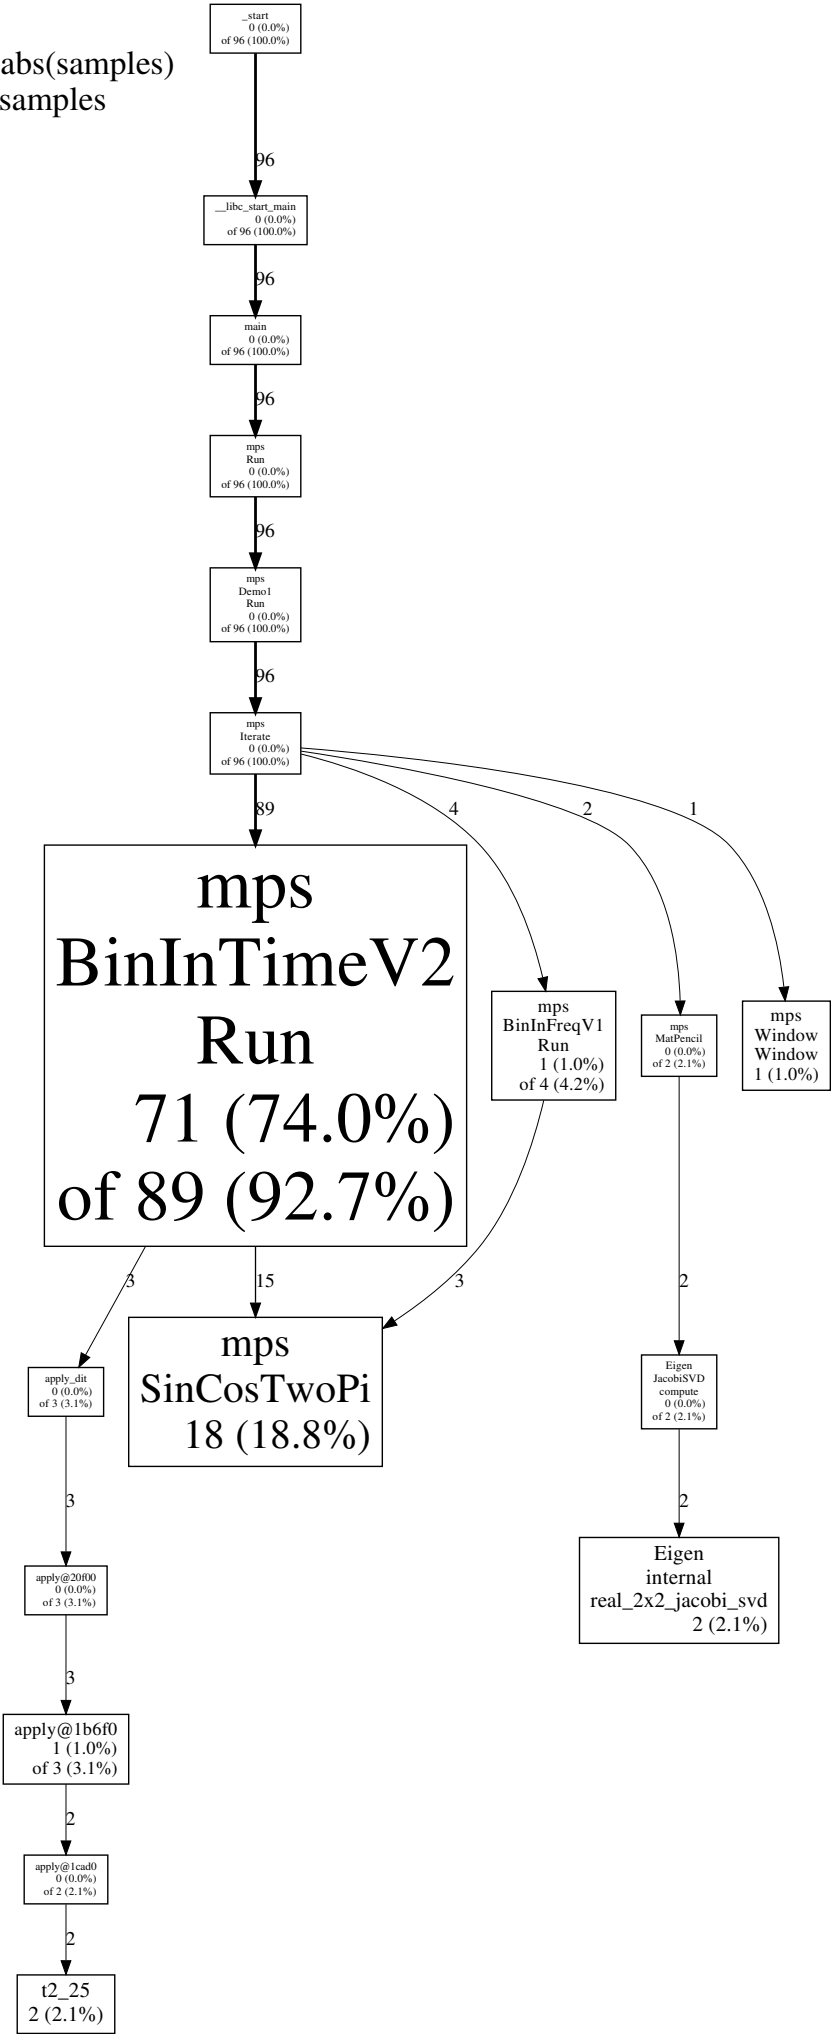 _start
0 (0.0%)
of 96 (100.0%)
abs(samples)
samples
96
__libc_start_main
0 (0.0%)
of 96 (100.0%)
96
main
0 (0.0%)
of 96 (100.0%)
96
mps
Run
0 (0.0%)
of 96 (100.0%)
96
mps
Demo1
Run
0 (0.0%)
of 96 (100.0%)
96
mps
Iterate
0 (0.0%)
of 96 (100.0%)
89
4
2
1
mps
BinInTimeV2
Run
71 (74.0%)
of 89 (92.7%)
mps
BinInFreqV1
Run
1 (1.0%)
of 4 (4.2%)
mps
MatPencil
0 (0.0%)
of 2 (2.1%)
mps
Window
Window
1 (1.0%)
3
15
3
2
apply_dit
0 (0.0%)
of 3 (3.1%)
mps
SinCosTwoPi
18 (18.8%)
Eigen
JacobiSVD
compute
0 (0.0%)
of 2 (2.1%)
3
2
apply@20f00
0 (0.0%)
of 3 (3.1%)
Eigen
internal
real_2x2_jacobi_svd
2 (2.1%)
3
apply@1b6f0
1 (1.0%)
of 3 (3.1%)
2
apply@1cad0
0 (0.0%)
of 2 (2.1%)
2
t2_25
2 (2.1%)